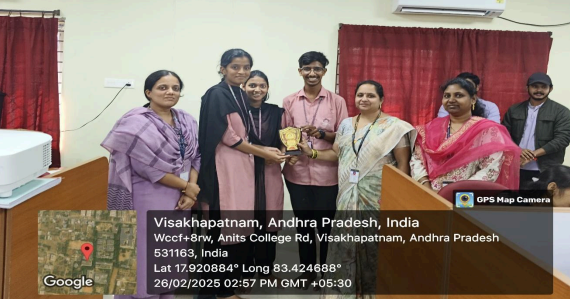 GPS Map Camera
Visakhapatnam, Andhra Pradesh, India
Wccf+8rw, Anits College Rd, Visakhapatnam, Andhra Pradesh
531163, India
Lat 17.920884° Long 83.424688°
26/02/2025 02:57 PM GMT +05:30
Google